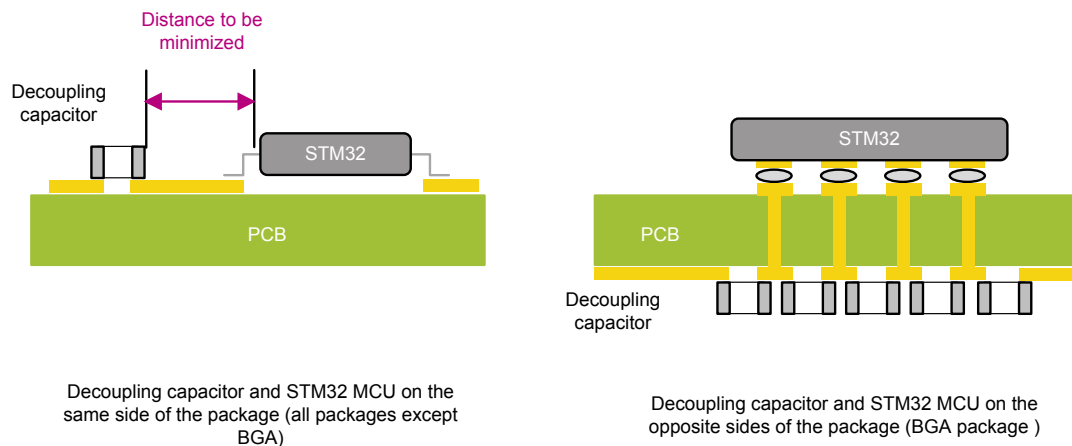 Distance to be
minimized
Decoupling
capacitor
STM32
PCB
Decoupling capacitor and STM32 MCU on the
same side of the package (all packages except
BGA)
STM32
PCB
Decoupling
capacitor
Decoupling capacitor and STM32 MCU on the
opposite sides of the package (BGA package )